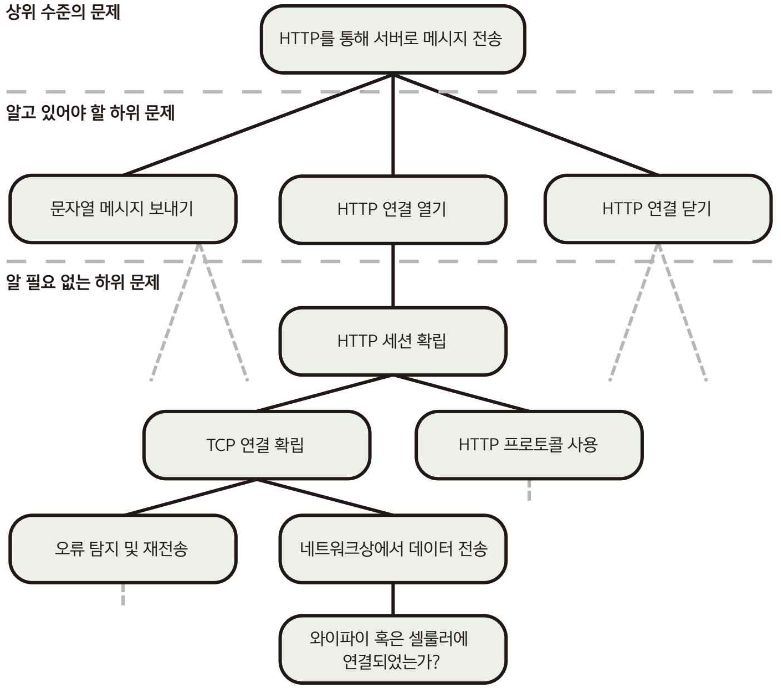 상위 수준의 문제
HTTP를 통해 서버로 메시지 전송
알고 있어야 할 하위 문제
문자열 메시지 보내기
HTTP 연결 열기
HTTP 연결 닫기
알 필요 없는 하위 문제
HTTP 세션 확립
TCP 연결 확립
HTTP 프로토콜 사용
오류 탐지 및 재전송
네트워크상에서 데이터 전송
와이파이 혹은 셀룰러에
연결되었는가?